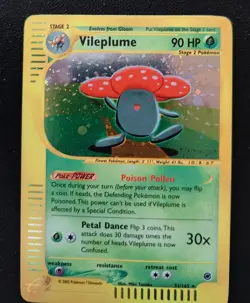 STAGE 2 Evolves from Gloom Put Vileplume on the Stage 1 card
Vileplume 90 HP
Stage 2 Pokémon
Flower Pokémon. Length: 3' 11", Weight: 41 lbs.
Poké-POWER Poison Pollen
Once during your turn (before your attack), you may flip
a coin. If heads, the Defending Pokémon is now
Poisoned. This power can't be used if Vileplume is
affected by a Special Condition.
Petal Dance Flip 3 coins. This
attack does 30 damage times the
number of heads. Vileplume is now
Confused.
30x
weakness resistance retreat cost
Illus.